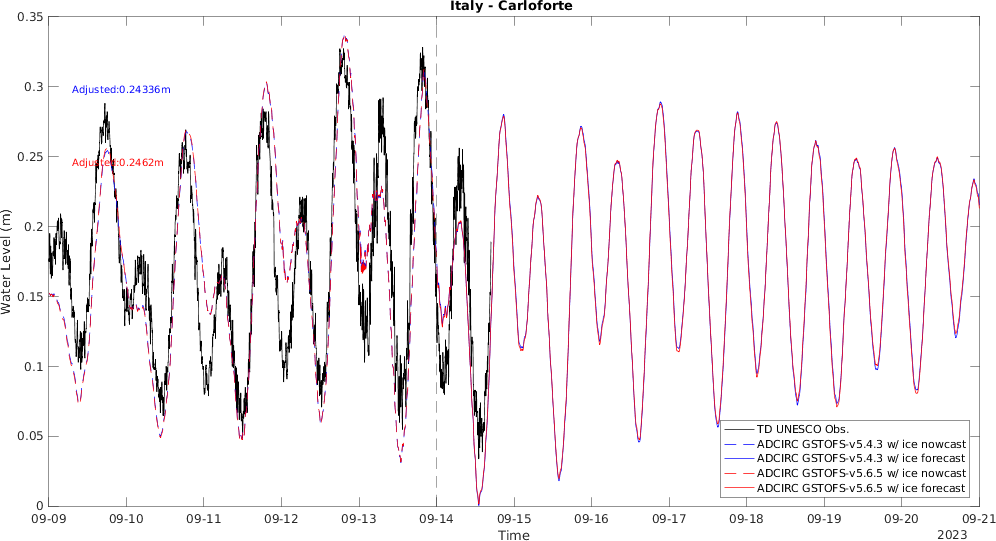 Italy - Carloforte
0.35
0.3
0.25
0.2
0.15
0.1
0.05
0
Water Level (m)
Adjusted:0.24336m
Adjusted:0.2462m
TD UNESCO Obs.
ADCIRC GSTOFS-v5.4.3 w/ ice nowcast
ADCIRC GSTOFS-v5.4.3 w/ ice forecast
ADCIRC GSTOFS-v5.6.5 w/ ice nowcast
ADCIRC GSTOFS-v5.6.5 w/ ice forecast
09-09 09-10 09-11 09-12 09-13 09-14 09-15 09-16 09-17 09-18 09-19 09-20 09-21
Time
2023